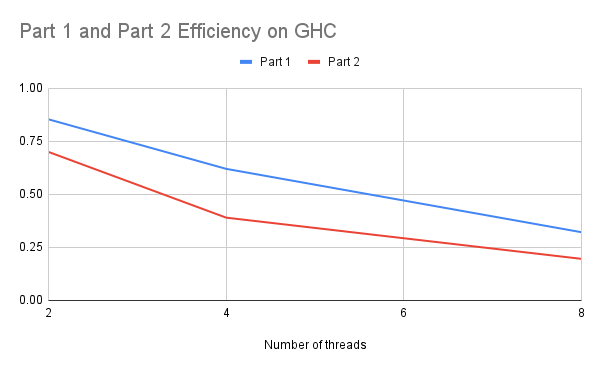 Part 1 and Part 2 Efficiency on GHC
Part 1 Part 2
1.00
0.75
0.50
0.25
0.00
2 4 6 8
Number of threads